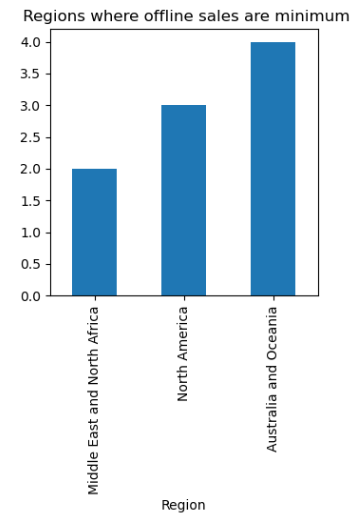 Regions where offline sales are minimum
4.0
3.5
3.0
2.5
2.0
1.5
1.0
0.5
0.0
Middle East and North Africa
North America
Australia and Oceania
Region